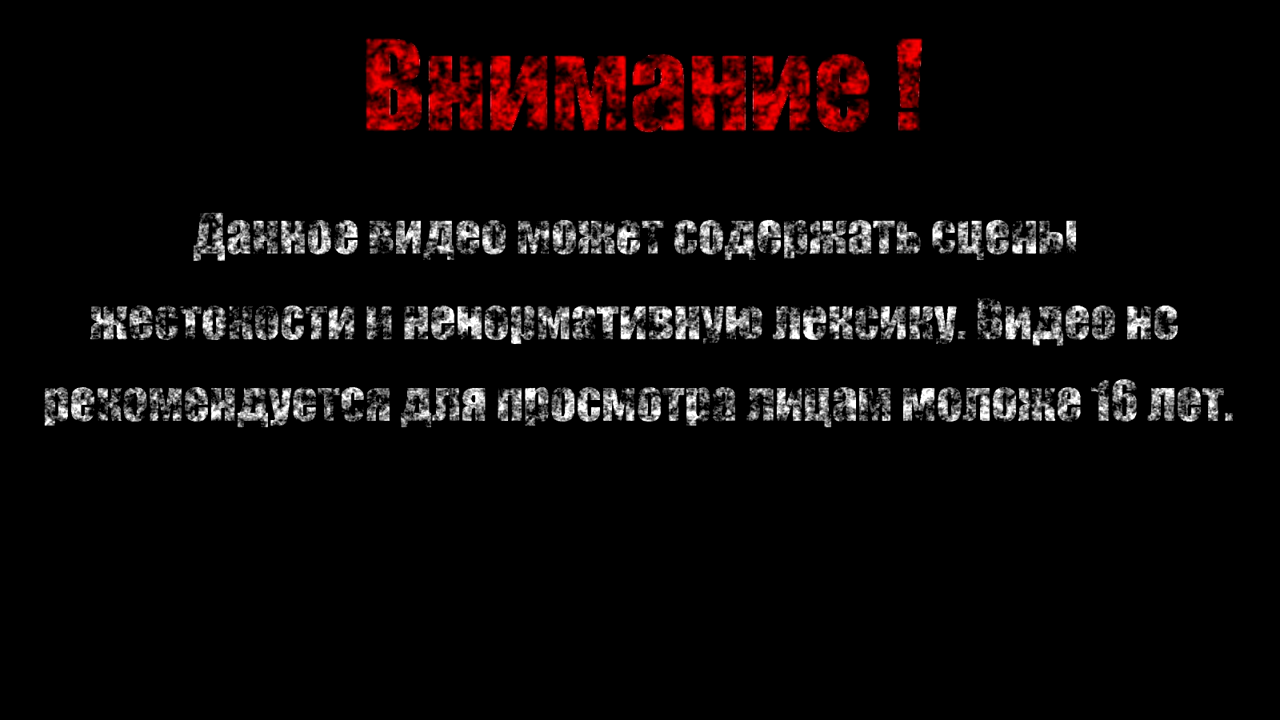 Внимание !
Данное видео может содержать сцены
жестокости и ненормативную лексику. Видео не
рекомендуется для просмотра лицам моложе 16 лет.